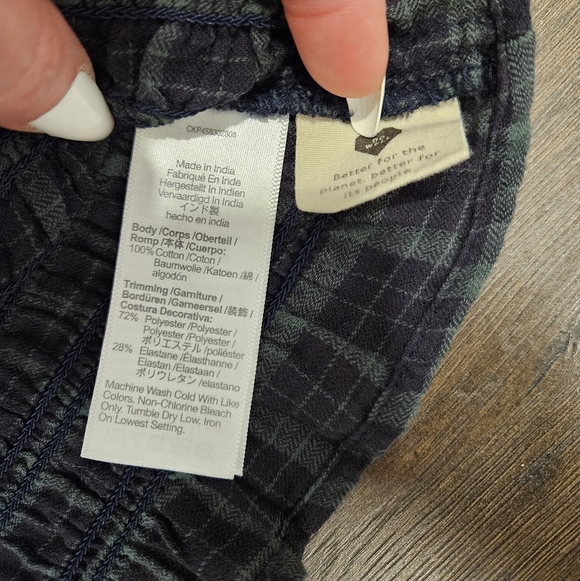 CKP458302808
Made in India
Fabriqué En Inde
Hergestellt in Indien
Vervaardigd In Indien
インド製
hecho en india
Body /Corps /Oberteil /
Romp /本体 /Cuerpo:
100% Cotton /Coton /
Baumwolle /Katoen /綿 /
algodón
Trimming /Garniture /
Bordüren /Garneersel /装飾 /
Costura Decorativa:
72% Polyester /Polyester /
Polyester /Polyester /
ポリエステル /poliéster
28% Elastane /Élasthanne /
Elastan /Elastaan /
ポリウレタン /elastano
Machine Wash Cold With Like
Colors. Non-Chlorine Bleach
Only. Tumble Dry Low. Iron
On Lowest Setting.
Better for the
planet, better for
its people.